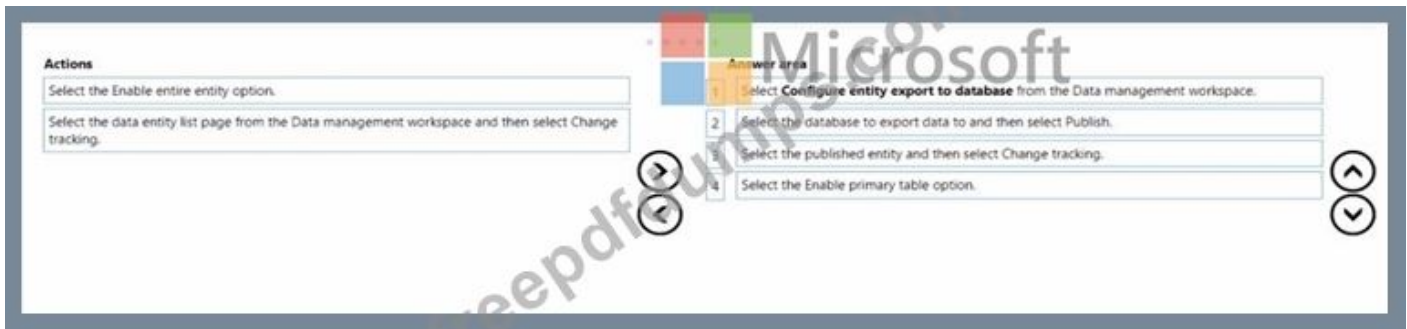 Microsoft
Actions
Answer area
Select the Enable entire entity option.
Select the data entity list page from the Data management workspace and then select Change
tracking.
1 Select Configure entity export to database from the Data management workspace.
2 Select the database to export data to and then select Publish.
3 Select the published entity and then select Change tracking.
4 Select the Enable primary table option.
freepdfdumps.com